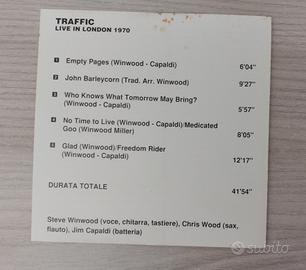 TRAFFIC
LIVE IN LONDON 1970
1 Empty Pages (Winwood - Capaldi) 6'04"
2 John Barleycorn (Trad. Arr. Winwood) 9'27"
3 Who Knows What Tomorrow May Bring?
(Winwood - Capaldi) 5'57"
4 No Time to Live (Winwood - Capaldi)/Medicated
Goo (Winwood Miller) 8'05"
5 Glad (Winwood)/Freedom Rider
(Winwood - Capaldi) 12'17"
DURATA TOTALE 41'54"
Steve Winwood (voce, chitarra, tastiere), Chris Wood (sax,
flauto), Jim Capaldi (batteria)
subito